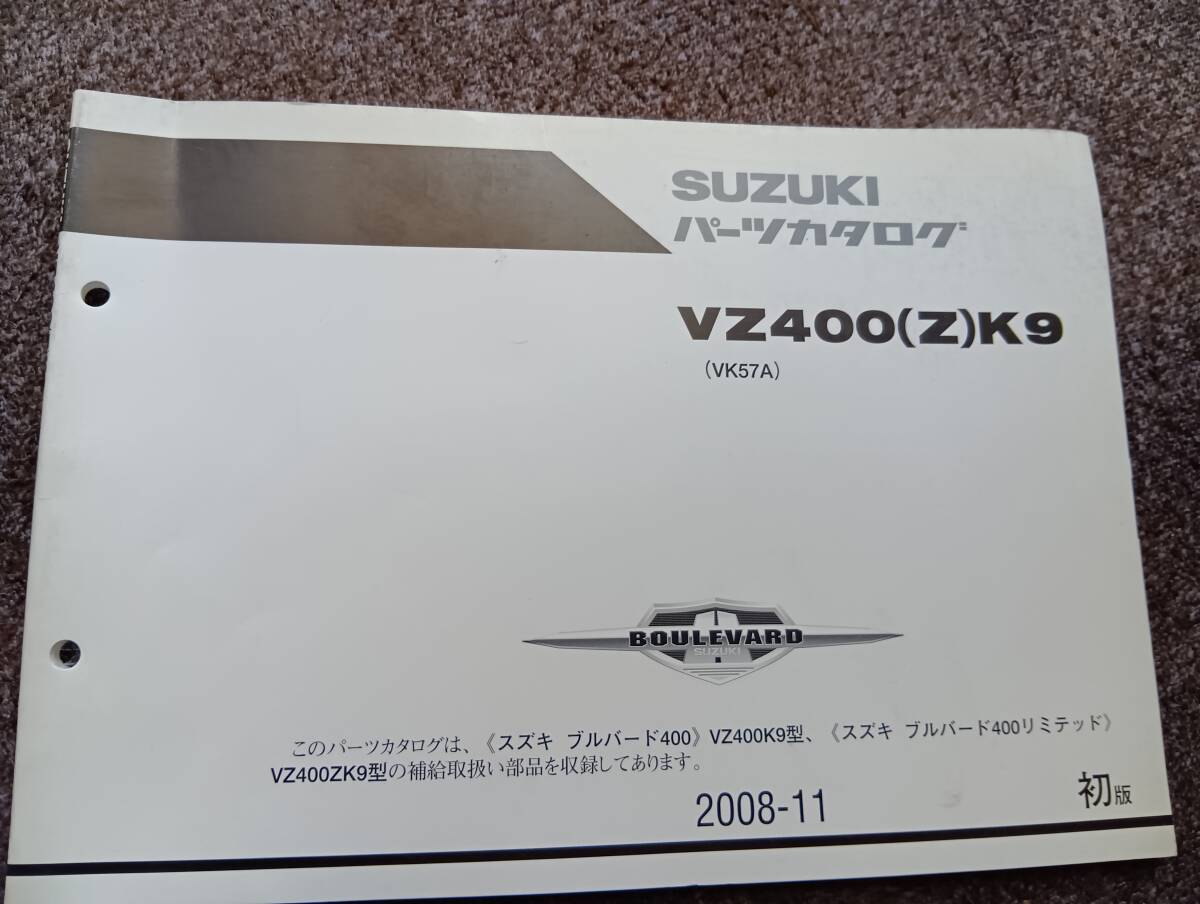 SUZUKI
パーツカタログ
VZ400(Z)K9
(VK57A)
BOULEVARD
SUZUKI
このパーツカタログは、《スズキ ブルバード400》VZ400K9型、《スズキ ブルバード400リミテッド》
VZ400ZK9型の補給取扱い部品を収録してあります。
2008-11
初版